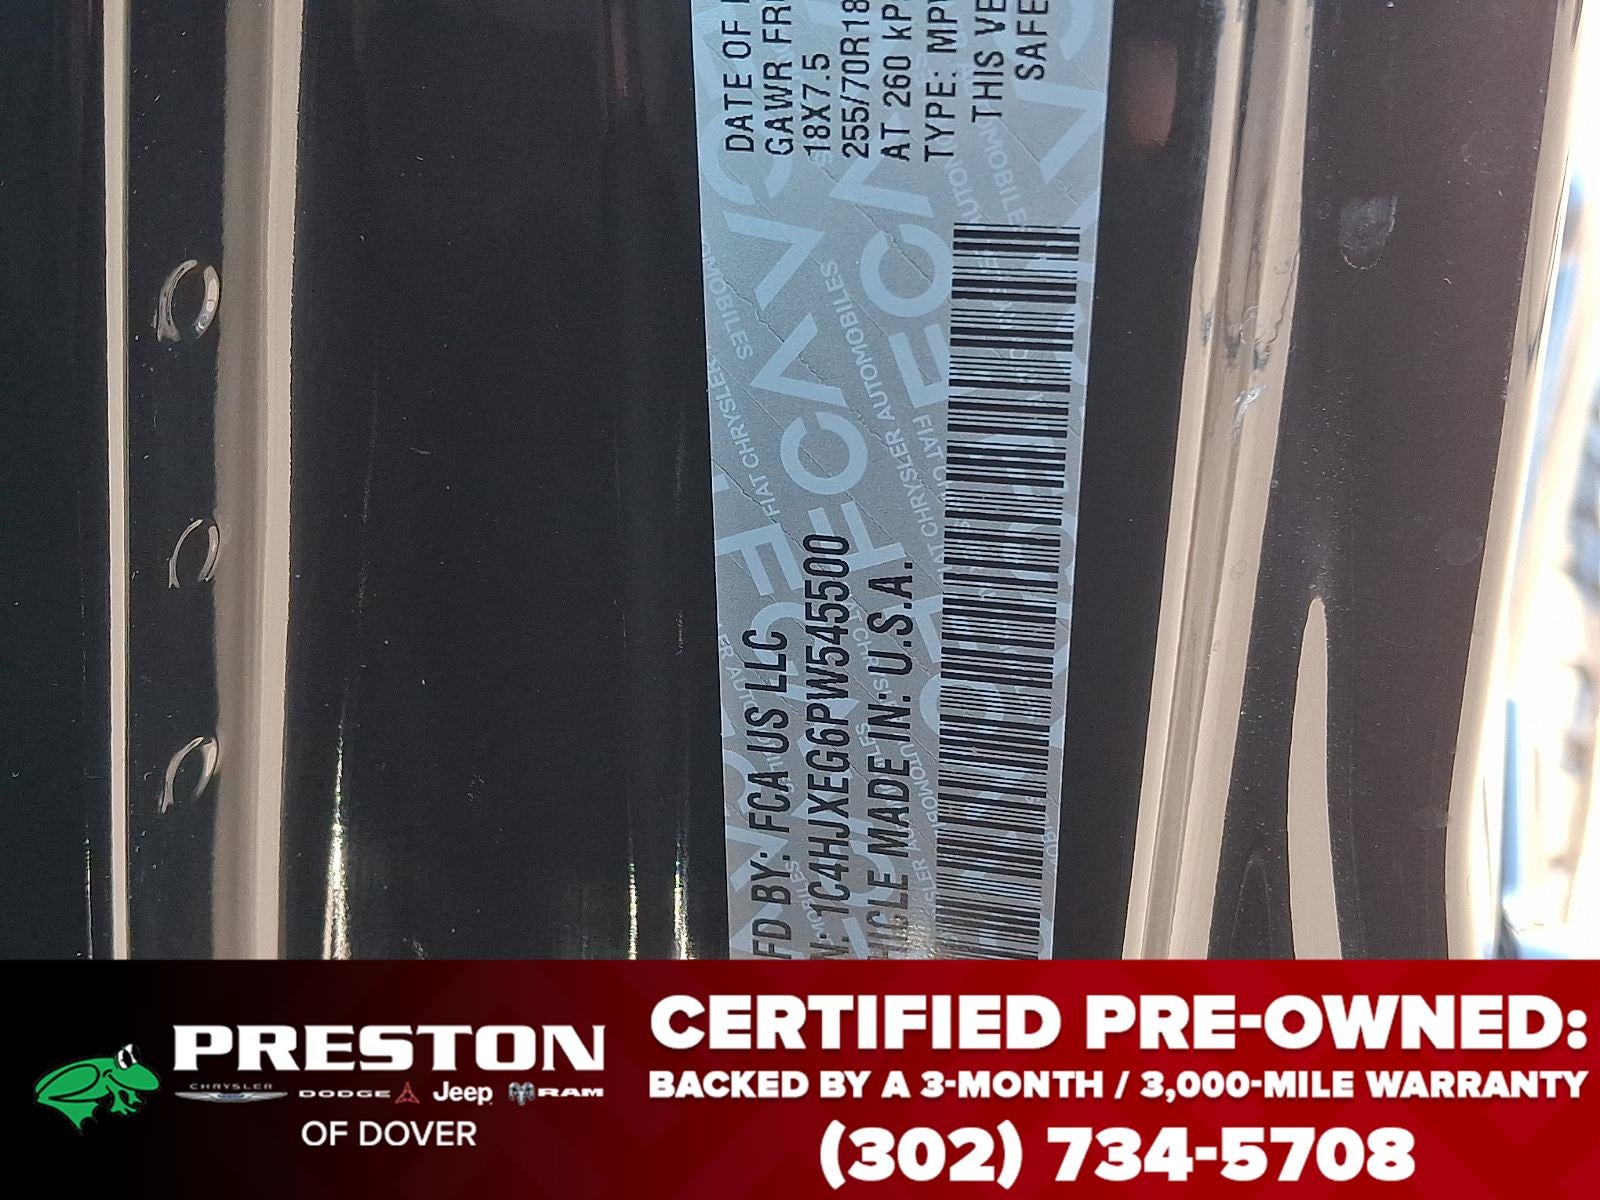 DATE OF
GAWR FR
18X7.5
255/70R18
AT 260 kP
TYPE: MPV
THIS VE
SAFE
FD BY: FCA US LLC
N: 1C4HJXEG6PW545500
HICLE MADE IN: U.S.A.
FCA
FIAT CHRYSLER AUTOMOBILES
PRESTON
CHRYSLER DODGE Jeep RAM
OF DOVER
CERTIFIED PRE-OWNED:
BACKED BY A 3-MONTH / 3,000-MILE WARRANTY
(302) 734-5708